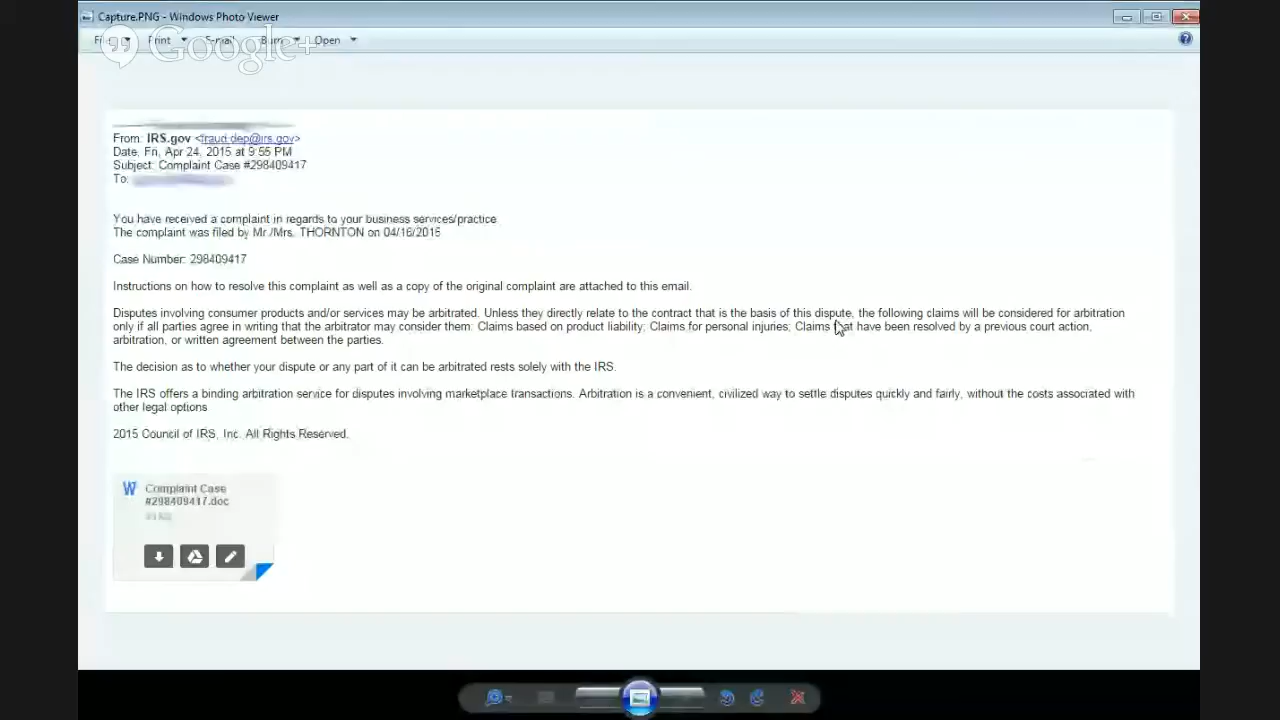 Capture.PNG - Windows Photo Viewer
Print E-mail Burn Open
Google+
From: IRS.gov <fraud.dep@irs.gov>
Date: Fri, Apr 24, 2015 at 9:55 PM
Subject: Complaint Case #298409417
To:
You have received a complaint in regards to your business services/practice
The complaint was filed by Mr./Mrs. THORNTON on 04/16/2015
Case Number: 298409417
Instructions on how to resolve this complaint as well as a copy of the original complaint are attached to this email.
Disputes involving consumer products and/or services may be arbitrated. Unless they directly relate to the contract that is the basis of this dispute, the following claims will be considered for arbitration
only if all parties agree in writing that the arbitrator may consider them: Claims based on product liability; Claims for personal injuries; Claims that have been resolved by a previous court action,
arbitration, or written agreement between the parties.
The decision as to whether your dispute or any part of it can be arbitrated rests solely with the IRS.
The IRS offers a binding arbitration service for disputes involving marketplace transactions. Arbitration is a convenient, civilized way to settle disputes quickly and fairly, without the costs associated with
other legal options
2015 Council of IRS, Inc. All Rights Reserved.
W Complaint Case
#298409417.doc